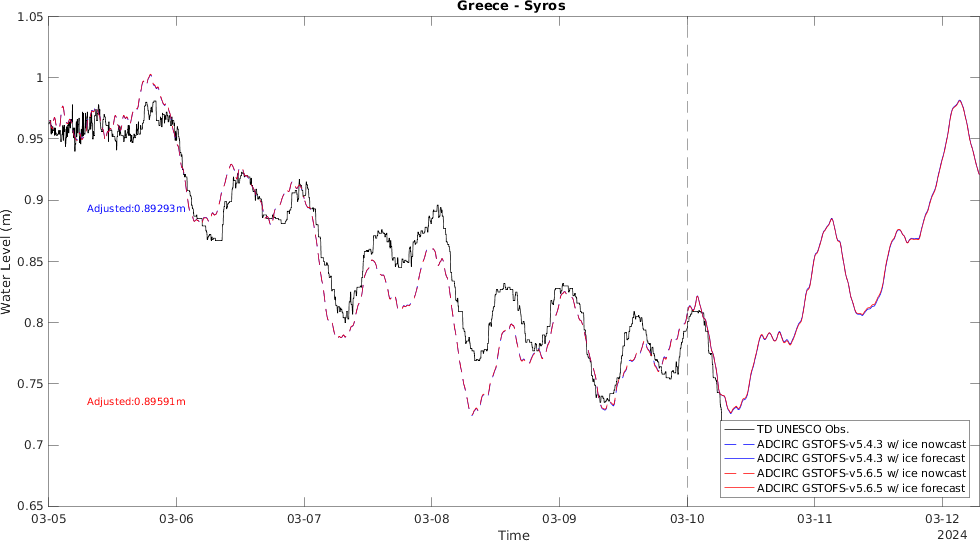 Greece - Syros
1.05
1
0.95
0.9
0.85
0.8
0.75
0.7
0.65
Water Level (m)
Adjusted:0.89293m
Adjusted:0.89591m
TD UNESCO Obs.
ADCIRC GSTOFS-v5.4.3 w/ ice nowcast
ADCIRC GSTOFS-v5.4.3 w/ ice forecast
ADCIRC GSTOFS-v5.6.5 w/ ice nowcast
ADCIRC GSTOFS-v5.6.5 w/ ice forecast
03-05 03-06 03-07 03-08 03-09 03-10 03-11 03-12
Time
2024